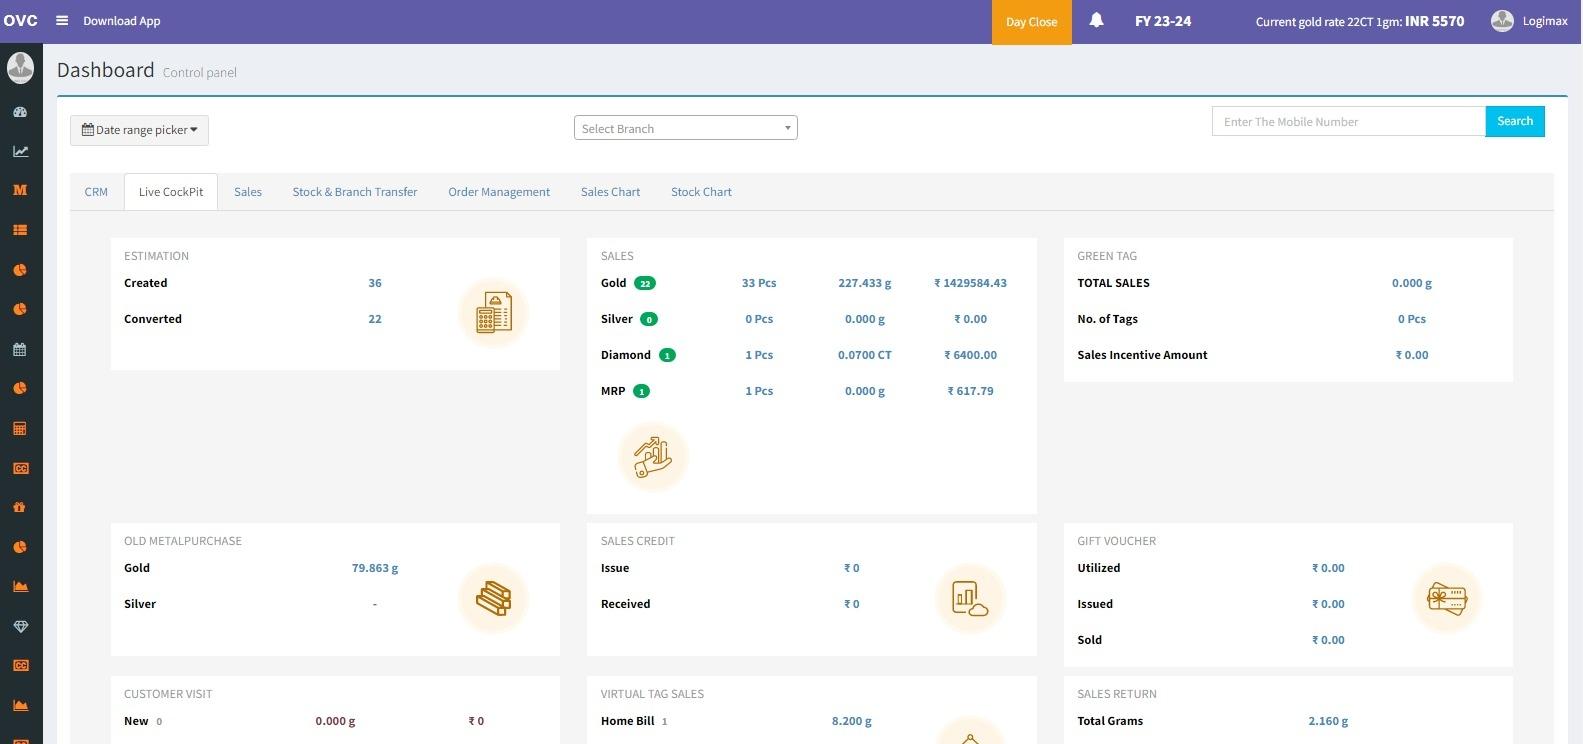 OVC Download App Day Close FY 23-24 Current gold rate 22CT 1gm: INR 5570 Logimax
Dashboard Control panel
Date range picker Select Branch Enter The Mobile Number Search
CRM Live CockPit Sales Stock & Branch Transfer Order Management Sales Chart Stock Chart
ESTIMATION
Created 36
Converted 22
SALES
Gold 22 33 Pcs 227.433 g ₹ 1429584.43
Silver 0 0 Pcs 0.000 g ₹ 0.00
Diamond 1 1 Pcs 0.0700 CT ₹ 6400.00
MRP 1 1 Pcs 0.000 g ₹ 617.79
GREEN TAG
TOTAL SALES 0.000 g
No. of Tags 0 Pcs
Sales Incentive Amount ₹ 0.00
OLD METALPURCHASE
Gold 79.863 g
Silver -
SALES CREDIT
Issue ₹ 0
Received ₹ 0
GIFT VOUCHER
Utilized ₹ 0.00
Issued ₹ 0.00
Sold ₹ 0.00
CUSTOMER VISIT
New 0 0.000 g ₹ 0
VIRTUAL TAG SALES
Home Bill 1 8.200 g
SALES RETURN
Total Grams 2.160 g